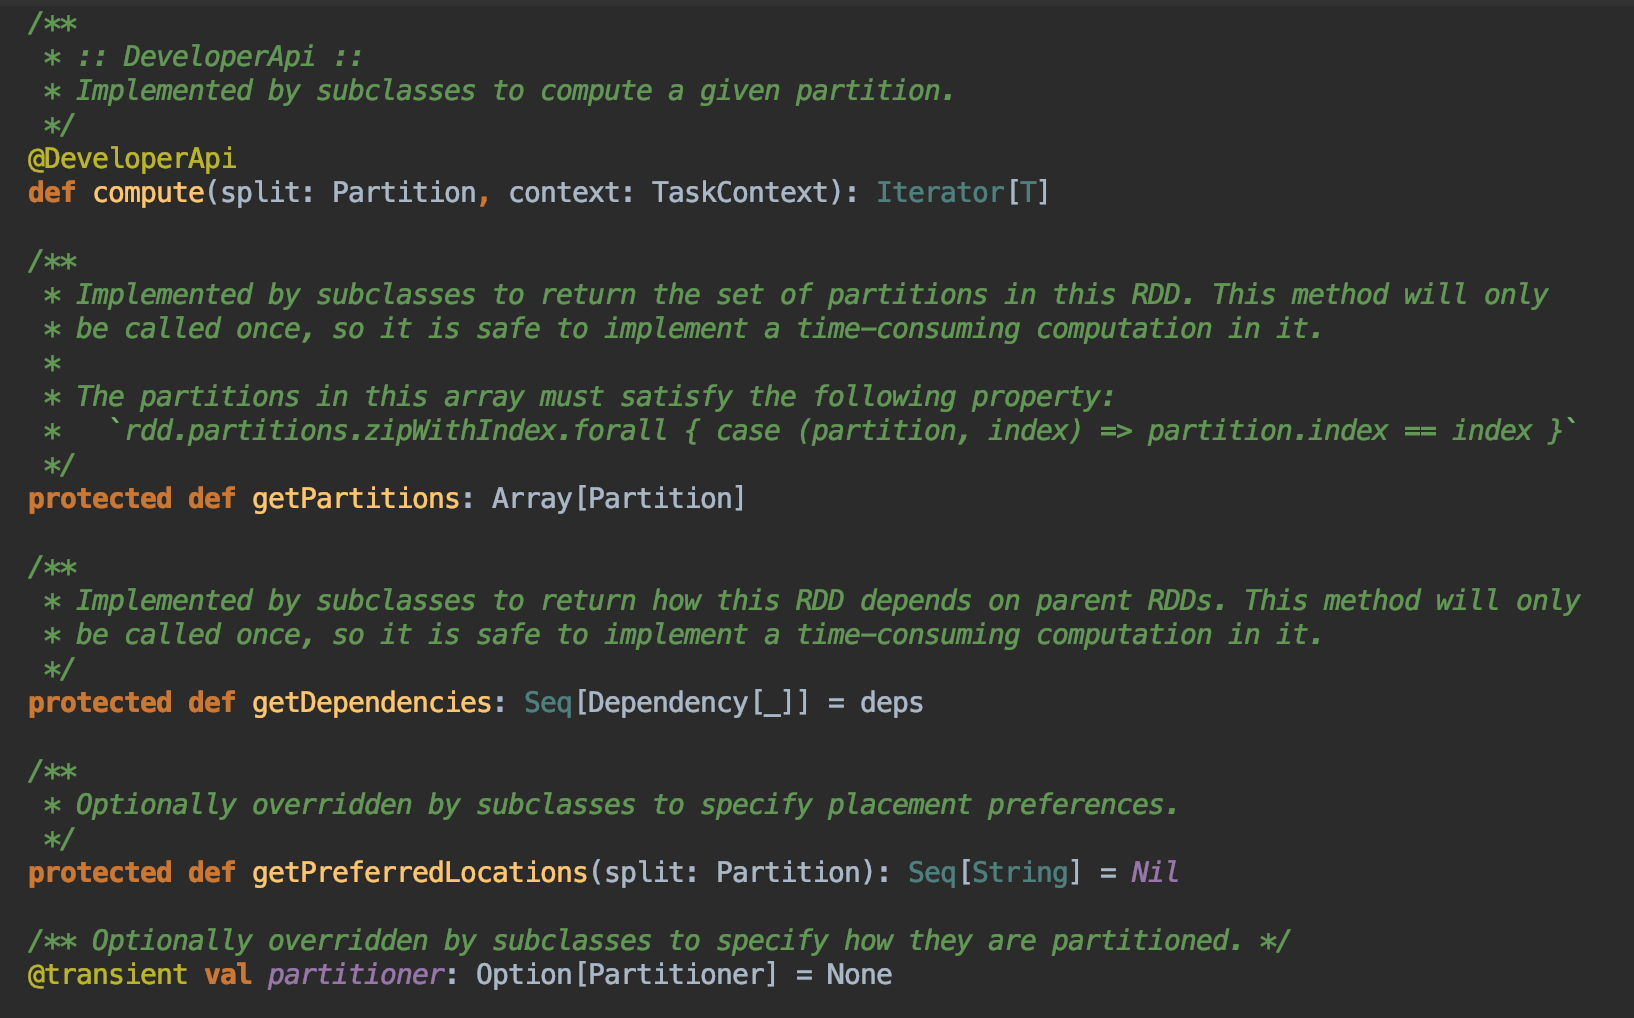 /**
 * :: DeveloperApi ::
 * Implemented by subclasses to compute a given partition.
 */
@DeveloperApi
def compute(split: Partition, context: TaskContext): Iterator[T]

/**
 * Implemented by subclasses to return the set of partitions in this RDD. This method will only
 * be called once, so it is safe to implement a time-consuming computation in it.
 *
 * The partitions in this array must satisfy the following property:
 *   `rdd.partitions.zipWithIndex.forall { case (partition, index) => partition.index == index }`
 */
protected def getPartitions: Array[Partition]

/**
 * Implemented by subclasses to return how this RDD depends on parent RDDs. This method will only
 * be called once, so it is safe to implement a time-consuming computation in it.
 */
protected def getDependencies: Seq[Dependency[_]] = deps

/**
 * Optionally overridden by subclasses to specify placement preferences.
 */
protected def getPreferredLocations(split: Partition): Seq[String] = Nil

/** Optionally overridden by subclasses to specify how they are partitioned. */
@transient val partitioner: Option[Partitioner] = None